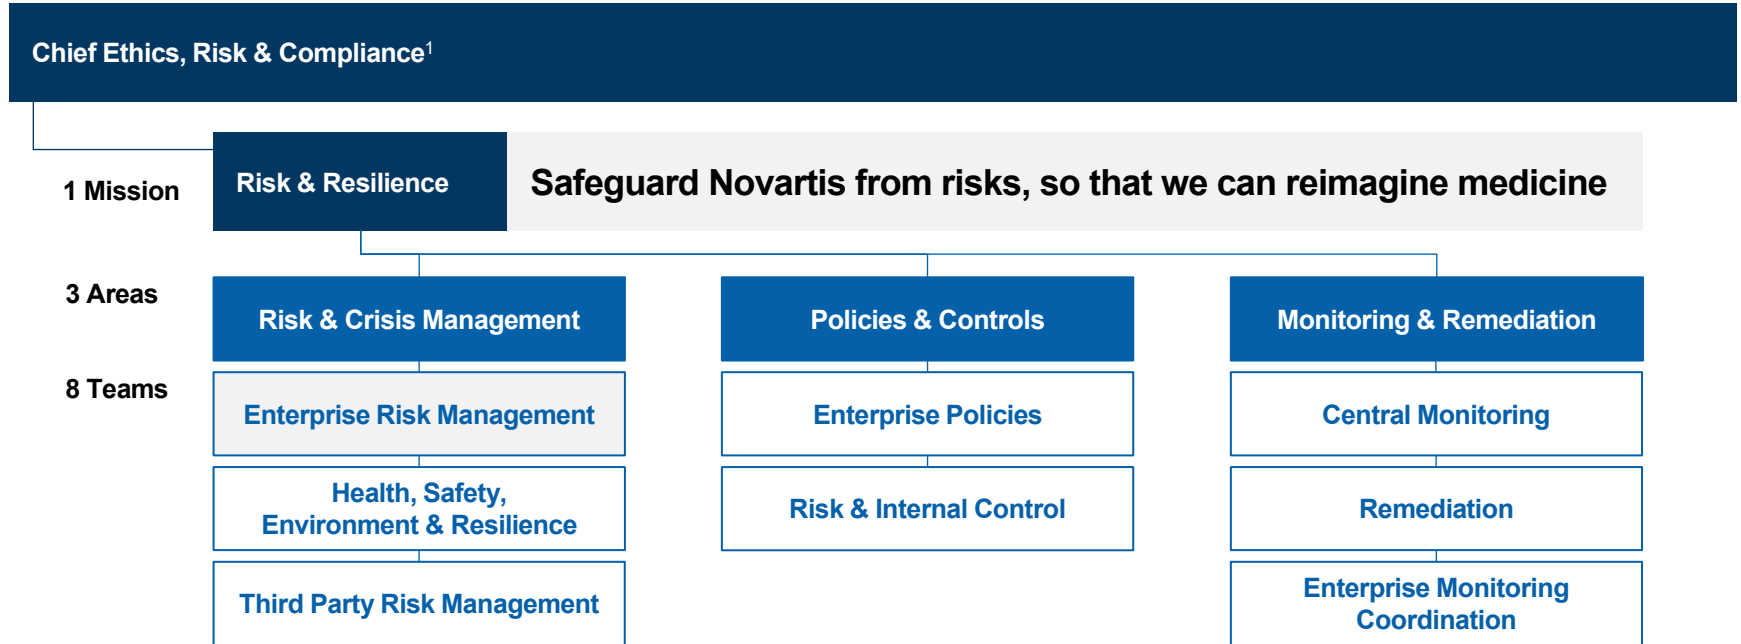 Chief Ethics, Risk & Compliance¹
1 Mission
Risk & Resilience
Safeguard Novartis from risks, so that we can reimagine medicine
3 Areas
Risk & Crisis Management
Policies & Controls
Monitoring & Remediation
8 Teams
Enterprise Risk Management
Enterprise Policies
Central Monitoring
Health, Safety,
Environment & Resilience
Risk & Internal Control
Remediation
Third Party Risk Management
Enterprise Monitoring
Coordination